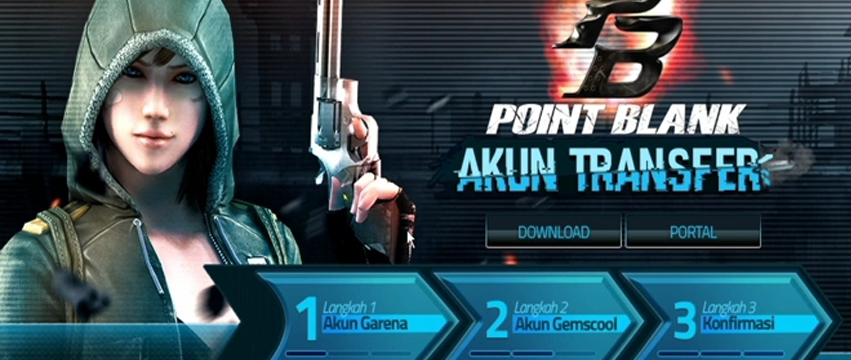 PB
POINT BLANK
AKUN TRANSFER
DOWNLOAD
PORTAL
1
Langkah 1
Akun Garena
2
Langkah 2
Akun Gemscool
3
Langkah 3
Konfirmasi